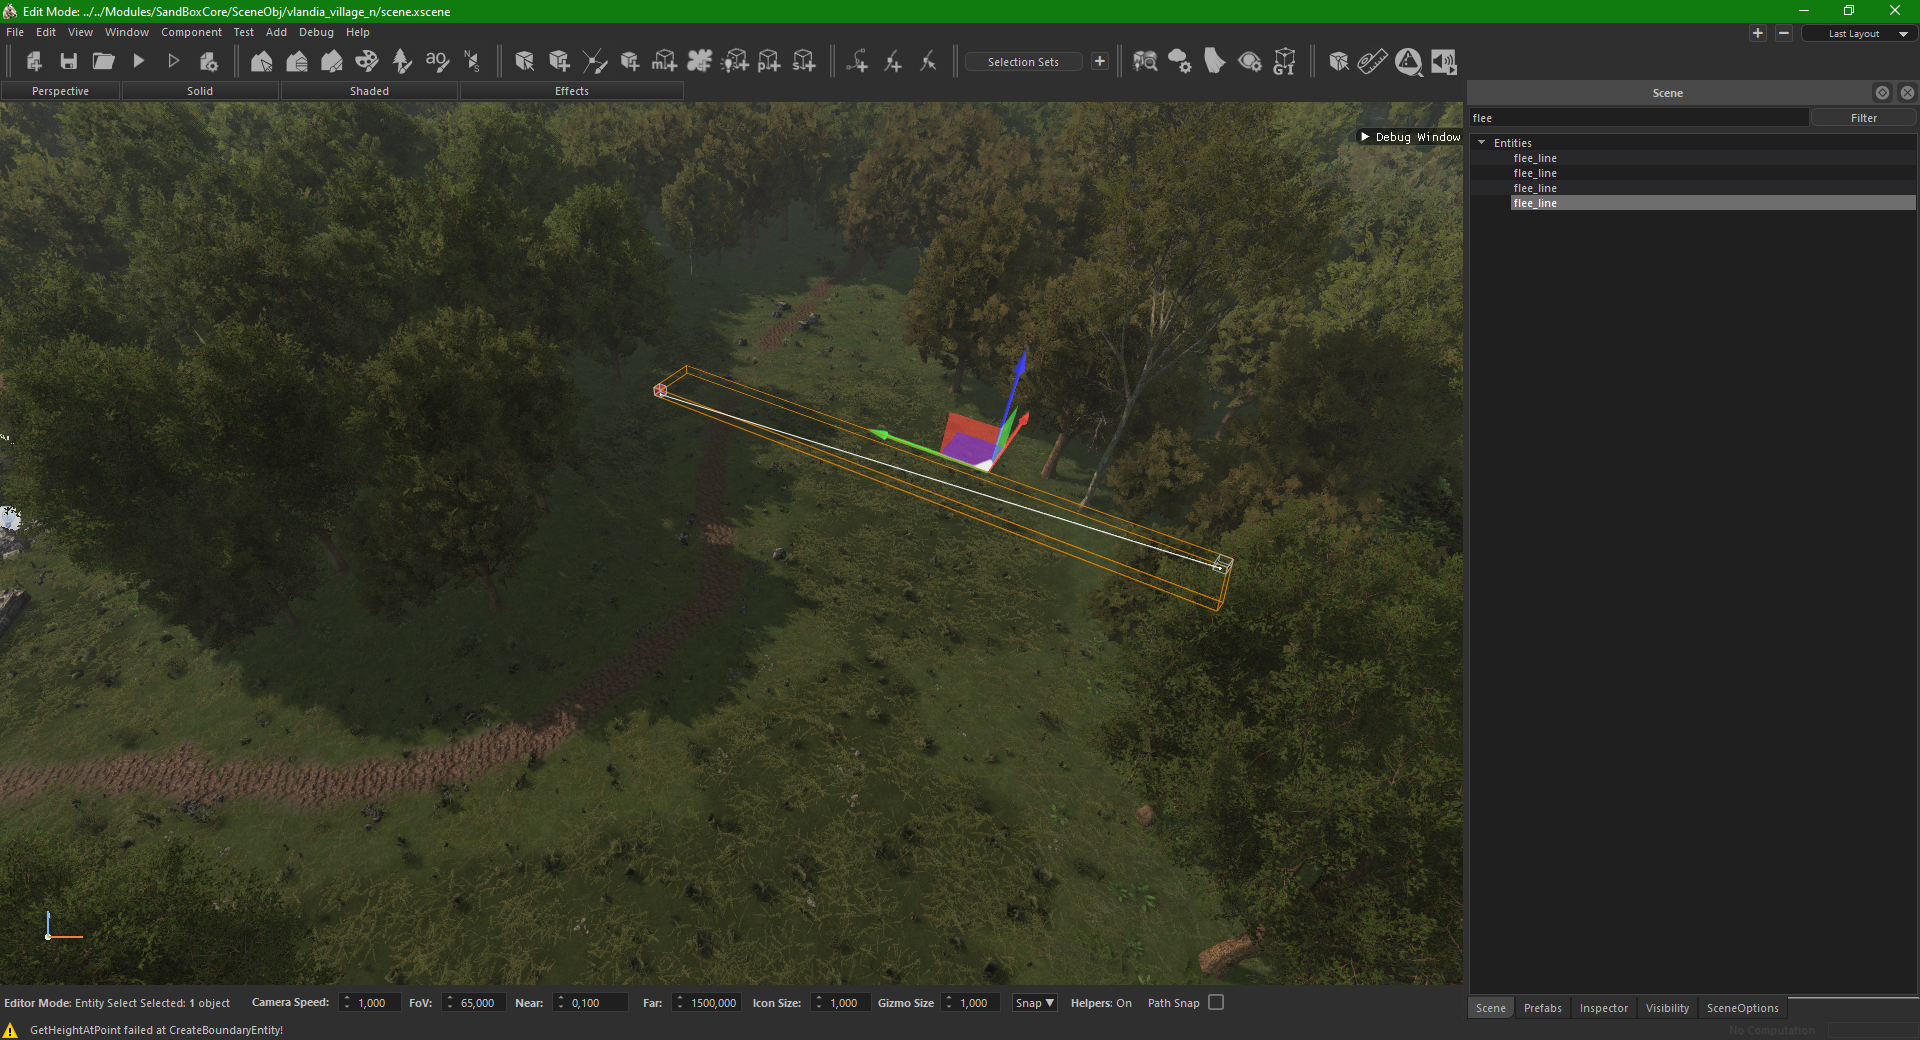 Edit Mode: ../../Modules/SandBoxCore/SceneObj/vlandia_village_n/scene.xscene
File Edit View Window Component Test Add Debug Help
Last Layout
Selection Sets
GI
Perspective Solid Shaded Effects
Scene
flee Filter
Debug Window
Entities
flee_line
flee_line
flee_line
flee_line
Editor Mode: Entity Select Selected: 1 object Camera Speed: 1,000 FoV: 65,000 Near: 0,100 Far: 1500,000 Icon Size: 1,000 Gizmo Size 1,000 Snap Helpers: On Path Snap
Scene Prefabs Inspector Visibility SceneOptions
GetHeightAtPoint failed at CreateBoundaryEntity!
No Computation